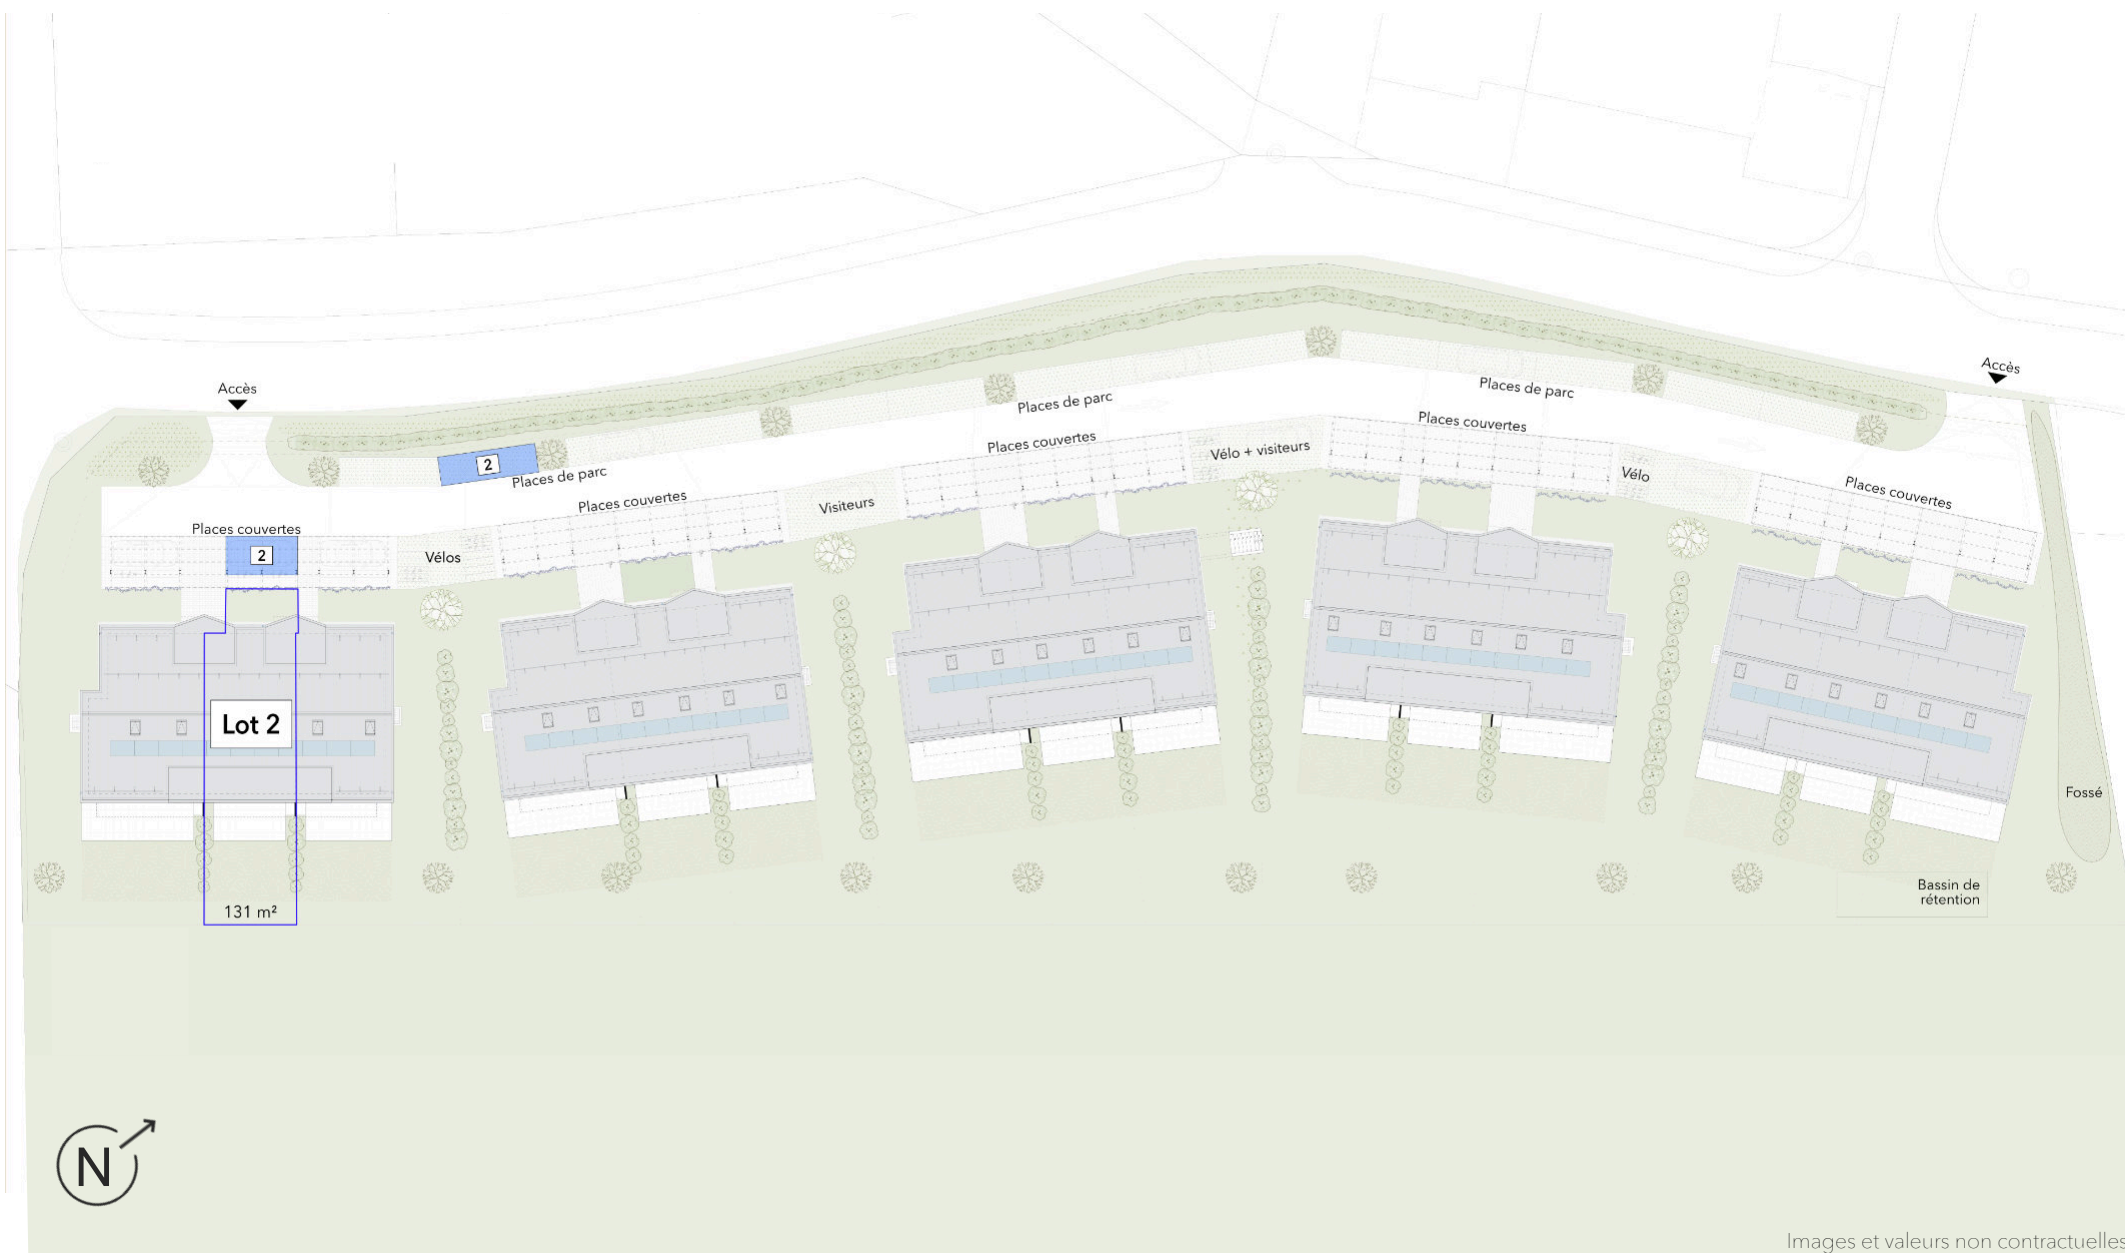 Accès
Accès
Places de parc
Places de parc
Places couvertes
Places couvertes
Vélo + visiteurs
2
Places de parc
Vélo
Places couvertes
Places couvertes
Visiteurs
Places couvertes
2
Vélos
Lot 2
Fossé
131 m²
Bassin de
rétention
N
Images et valeurs non contractuelles